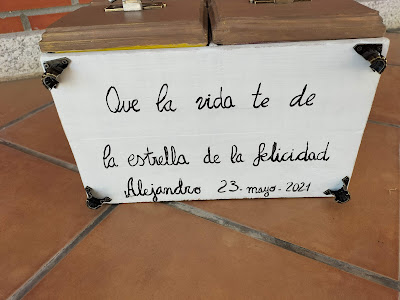 Que la vida te de
la estrella de la felicidad
Alejandro 23. mayo-2021